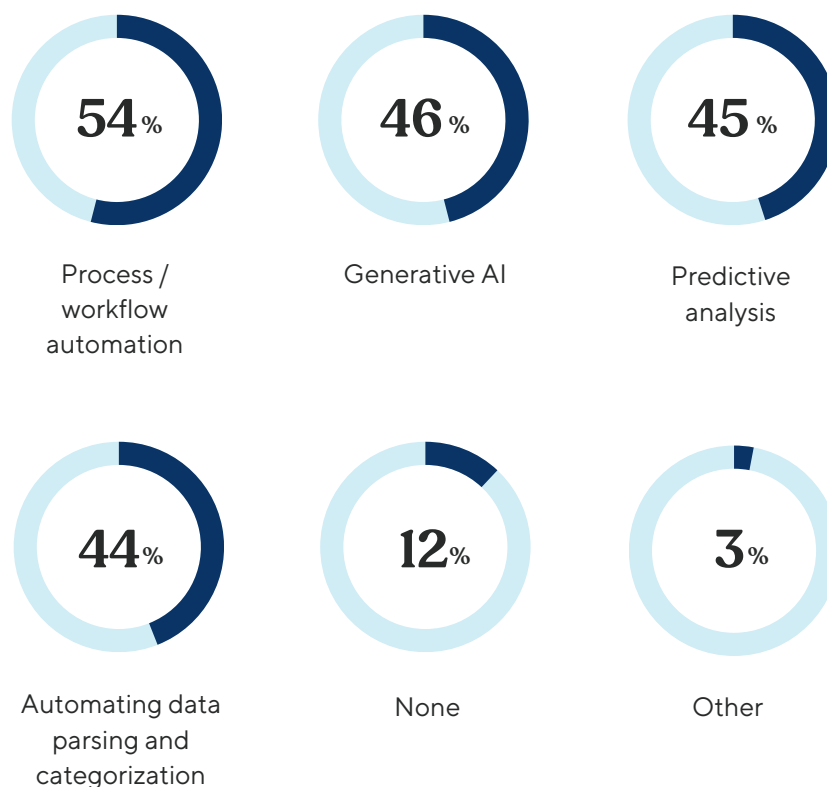 54%
46%
45%
Process /
workflow
automation
Generative AI
Predictive
analysis
44%
12%
3%
Automating data
parsing and
categorization
None
Other